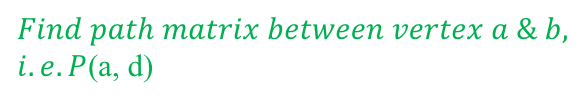 Find path matrix between vertex a & b,
i.e.P(a, d)